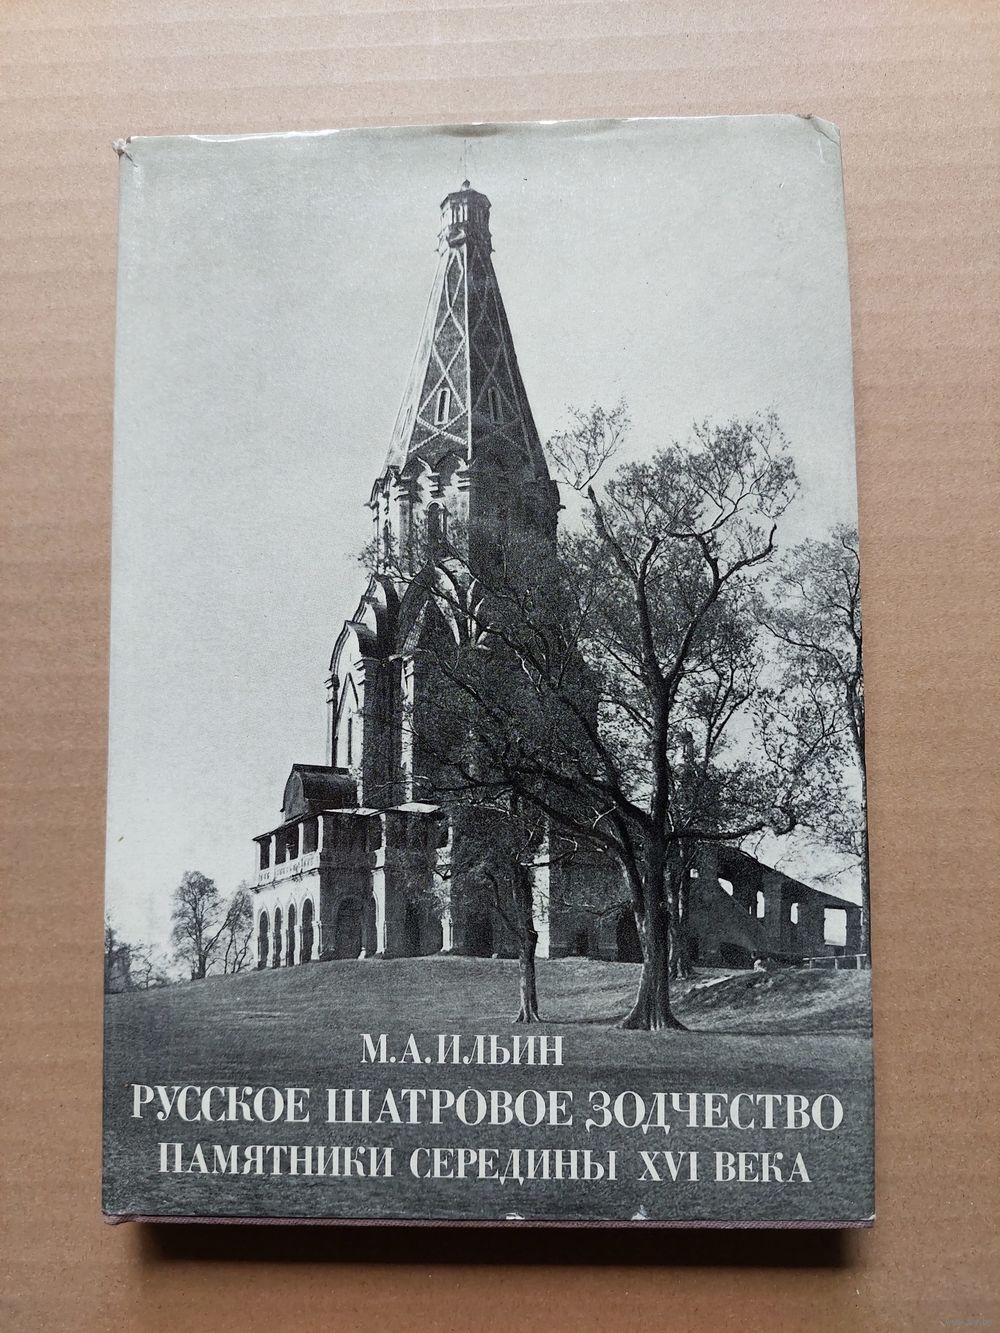 М.А.ИЛЬИН
РУССКОЕ ШАТРОВОЕ ЗОДЧЕСТВО
ПАМЯТНИКИ СЕРЕДИНЫ XVI ВЕКА